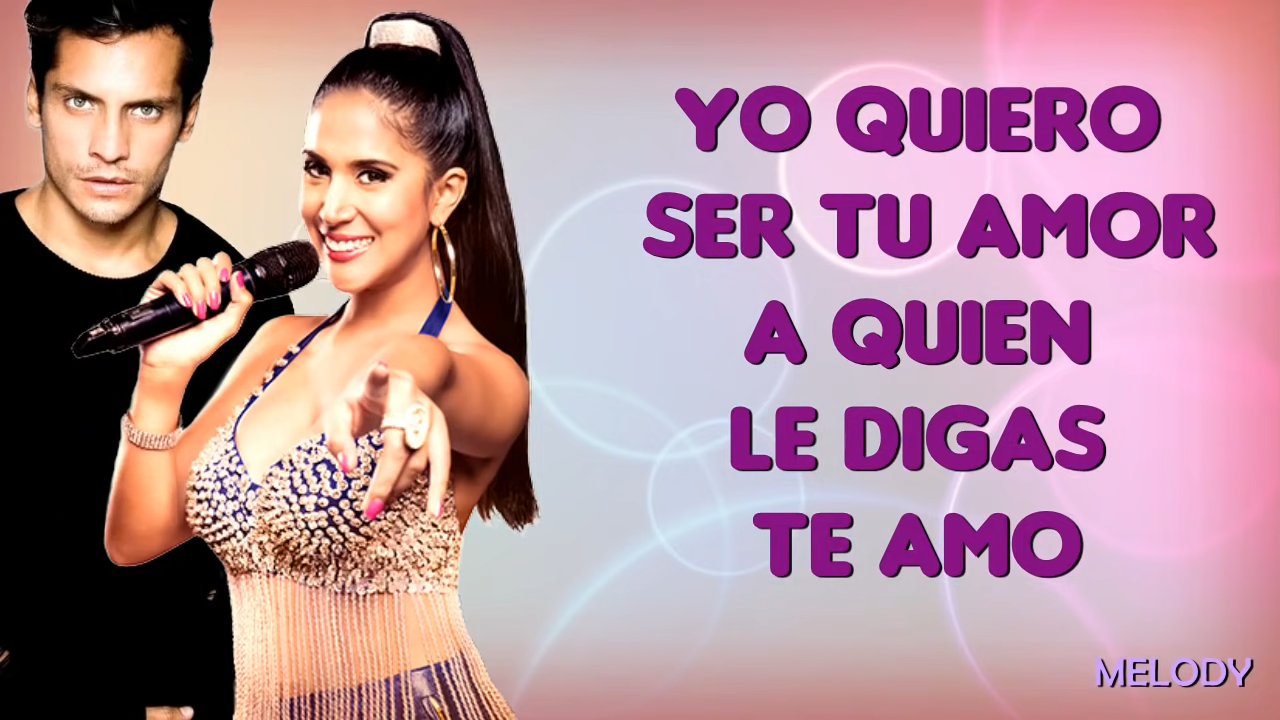 YO QUIERO
SER TU AMOR
A QUIEN
LE DIGAS
TE AMO
MELODY